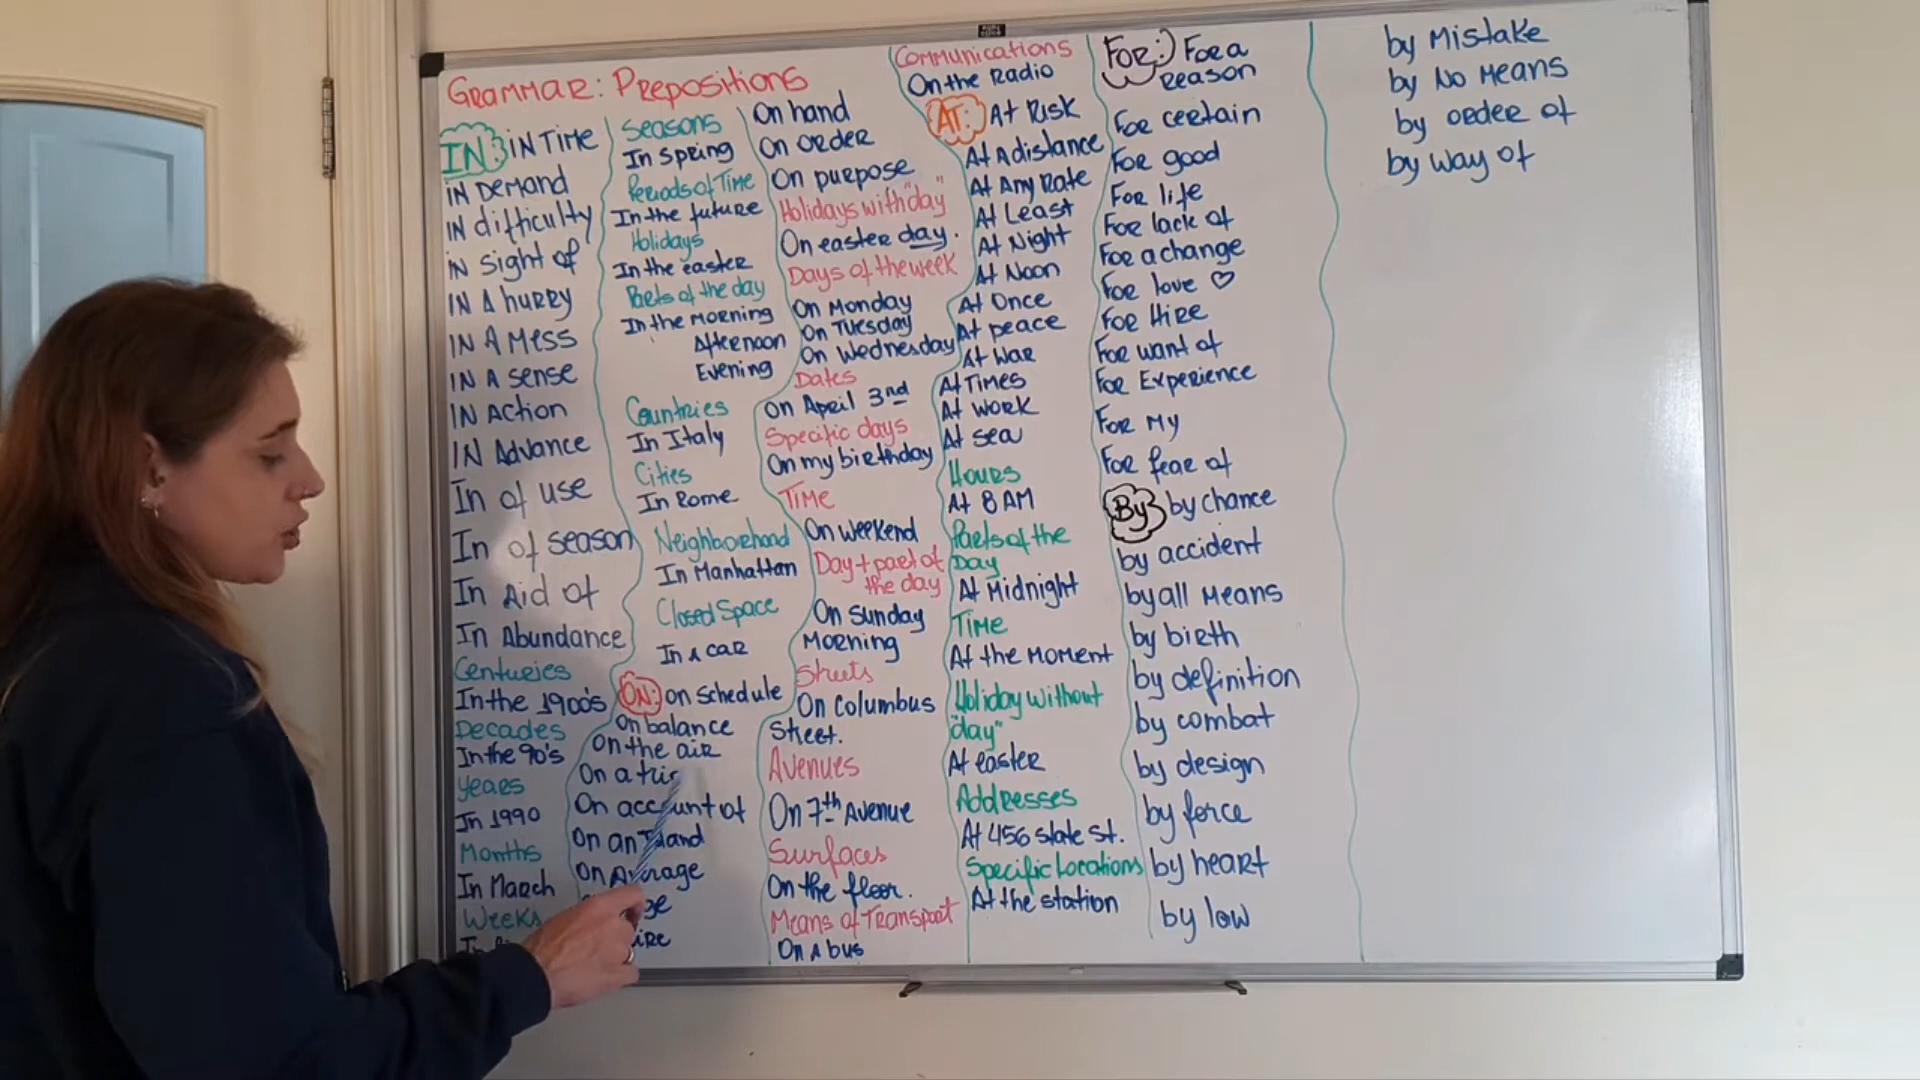 Grammar: Prepositions
IN: IN TIME
IN DEMAND
IN difficulty
IN sight of
IN A hurry
IN A Mess
IN A sense
IN Action
IN Advance
In of use
In of season
In Aid of
In Abundance
Centuries
In the 1900's
Decades
In the 90's
Years
In 1990
Months
In March
Weeks
Seasons
In Spring
Periods of Time
In the future
Holidays
In the easter
Parts of the day
In the Morning
Afternoon
Evening
Countries
In Italy
Cities
In Rome
Neighborhood
In Manhattan
Closed Space
In a car
ON: on schedule
On balance
On the air
On a
On account of
On an
On Average
On hand
On order
On purpose
Holidays with "day"
On easter day.
Days of the week
On Monday
On Tuesday
On Wednesday
Dates
On April 3rd
Specific days
On my birthday
Time
On weekend
Day + part of
the day
On Sunday
Morning
Streets
On Columbus
Street.
Avenues
On 7th Avenue
Surfaces
On the floor.
Means of Transport
On a bus
Communications
On the Radio
AT: At Risk
At A distance
At Any Rate
At Least
At Night
At Noon
At Once
At peace
At War
At Times
At work
At sea
Hours
At 8 AM
Parts of the
Day
At Midnight
Time
At the Moment
Holiday without
"day"
At easter
Addresses
At 456 state st.
Specific Locations
At the station
FOR: For a
Reason
For certain
For good
For life
For lack of
For a change
For love ♡
For Hire
For want of
For Experience
For My
For fear of
By by chance
by accident
by all Means
by birth
by definition
by combat
by design
by force
by heart
by low
by Mistake
by No Means
by order of
by way of